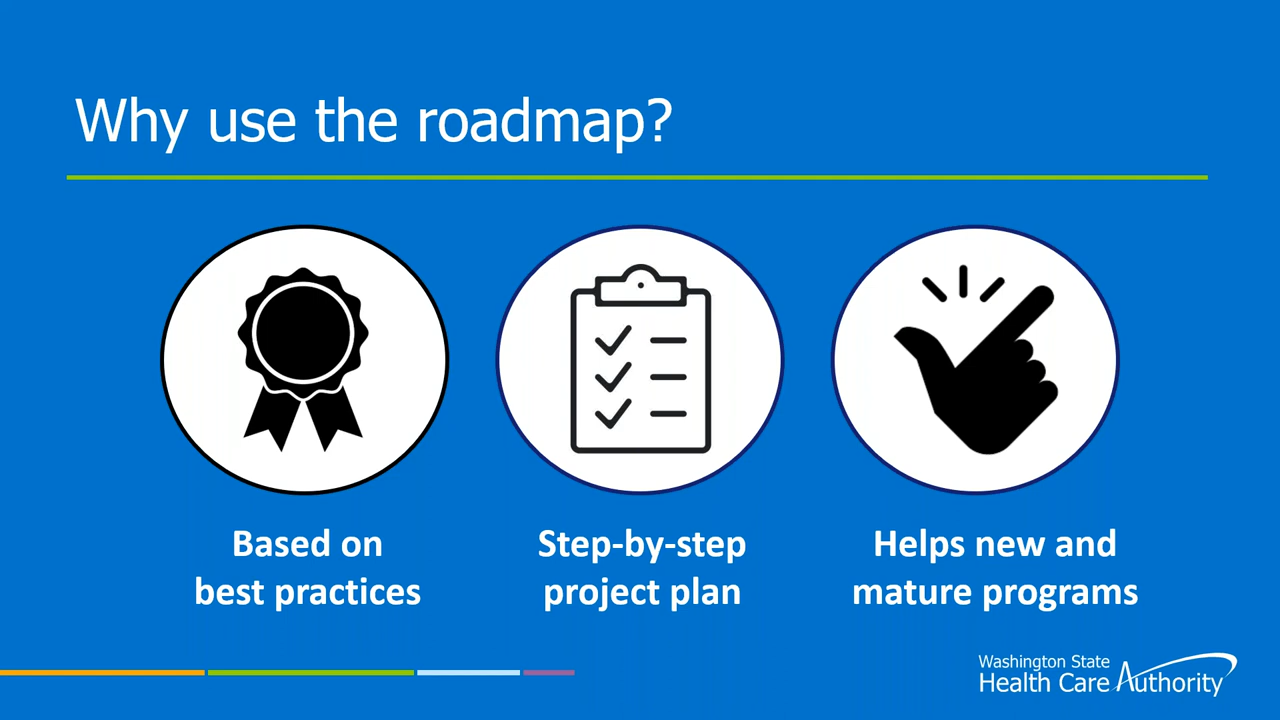 Why use the roadmap?
Based on
best practices
Step-by-step
project plan
Helps new and
mature programs
Washington State
Health Care Authority